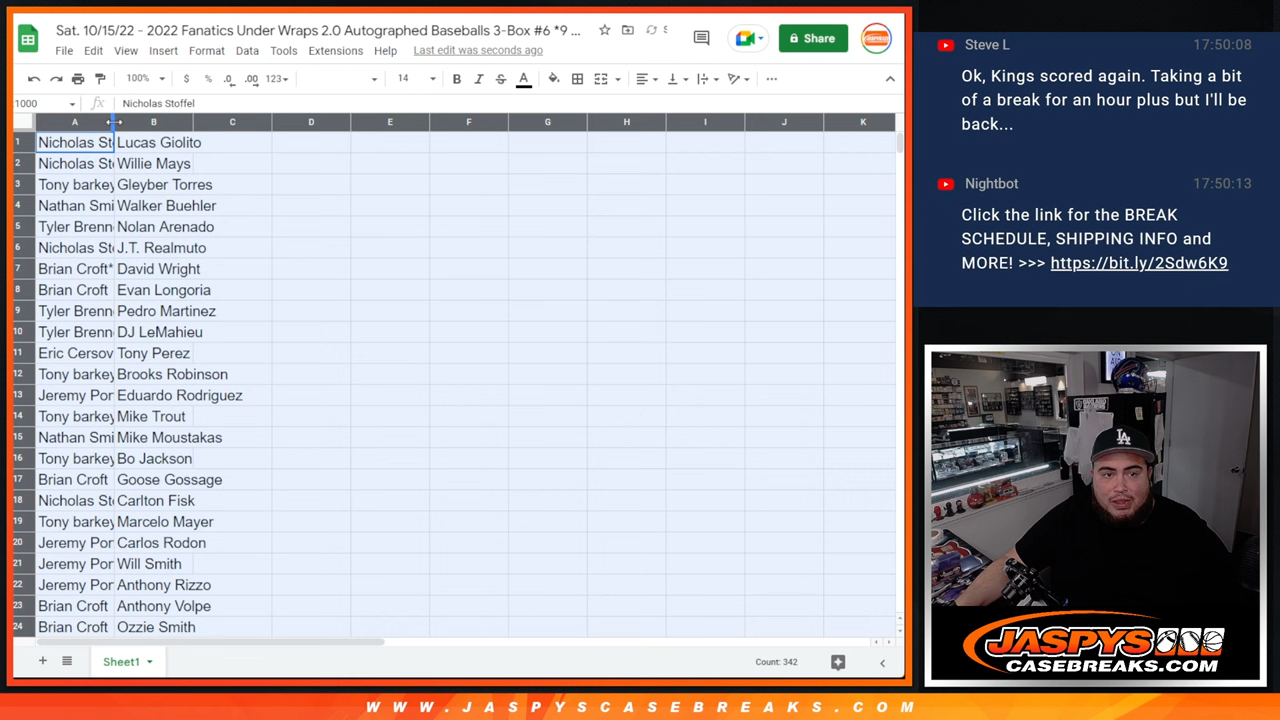 Sat. 10/15/22 - 2022 Fanatics Under Wraps 2.0 Autographed Baseballs 3-Box #6 *9 ...
File Edit View Insert Format Data Tools Extensions Help Last edit was seconds ago
Share
100% $ % .0 .00 123 14 B I S A
1000 fx Nicholas Stoffel
A B C D E F G H I J K
1 Nicholas Sto Lucas Giolito
2 Nicholas Sto Willie Mays
3 Tony barkey Gleyber Torres
4 Nathan Smi Walker Buehler
5 Tyler Brenn Nolan Arenado
6 Nicholas Sto J.T. Realmuto
7 Brian Croft* David Wright
8 Brian Croft Evan Longoria
9 Tyler Brenn Pedro Martinez
10 Tyler Brenn DJ LeMahieu
11 Eric Cersov Tony Perez
12 Tony barkey Brooks Robinson
13 Jeremy Por Eduardo Rodriguez
14 Tony barkey Mike Trout
15 Nathan Smi Mike Moustakas
16 Tony barkey Bo Jackson
17 Brian Croft Goose Gossage
18 Nicholas Sto Carlton Fisk
19 Tony barkey Marcelo Mayer
20 Jeremy Por Carlos Rodon
21 Jeremy Por Will Smith
22 Jeremy Por Anthony Rizzo
23 Brian Croft Anthony Volpe
24 Brian Croft Ozzie Smith
Sheet1
Count: 342
Steve L 17:50:08
Ok, Kings scored again. Taking a bit
of a break for an hour plus but I'll be
back...
Nightbot 17:50:13
Click the link for the BREAK
SCHEDULE, SHIPPING INFO and
MORE! >>> https://bit.ly/2Sdw6K9
LA
JASPYS
CASEBREAKS.COM
WWW.JASPYSCASEBREAKS.COM